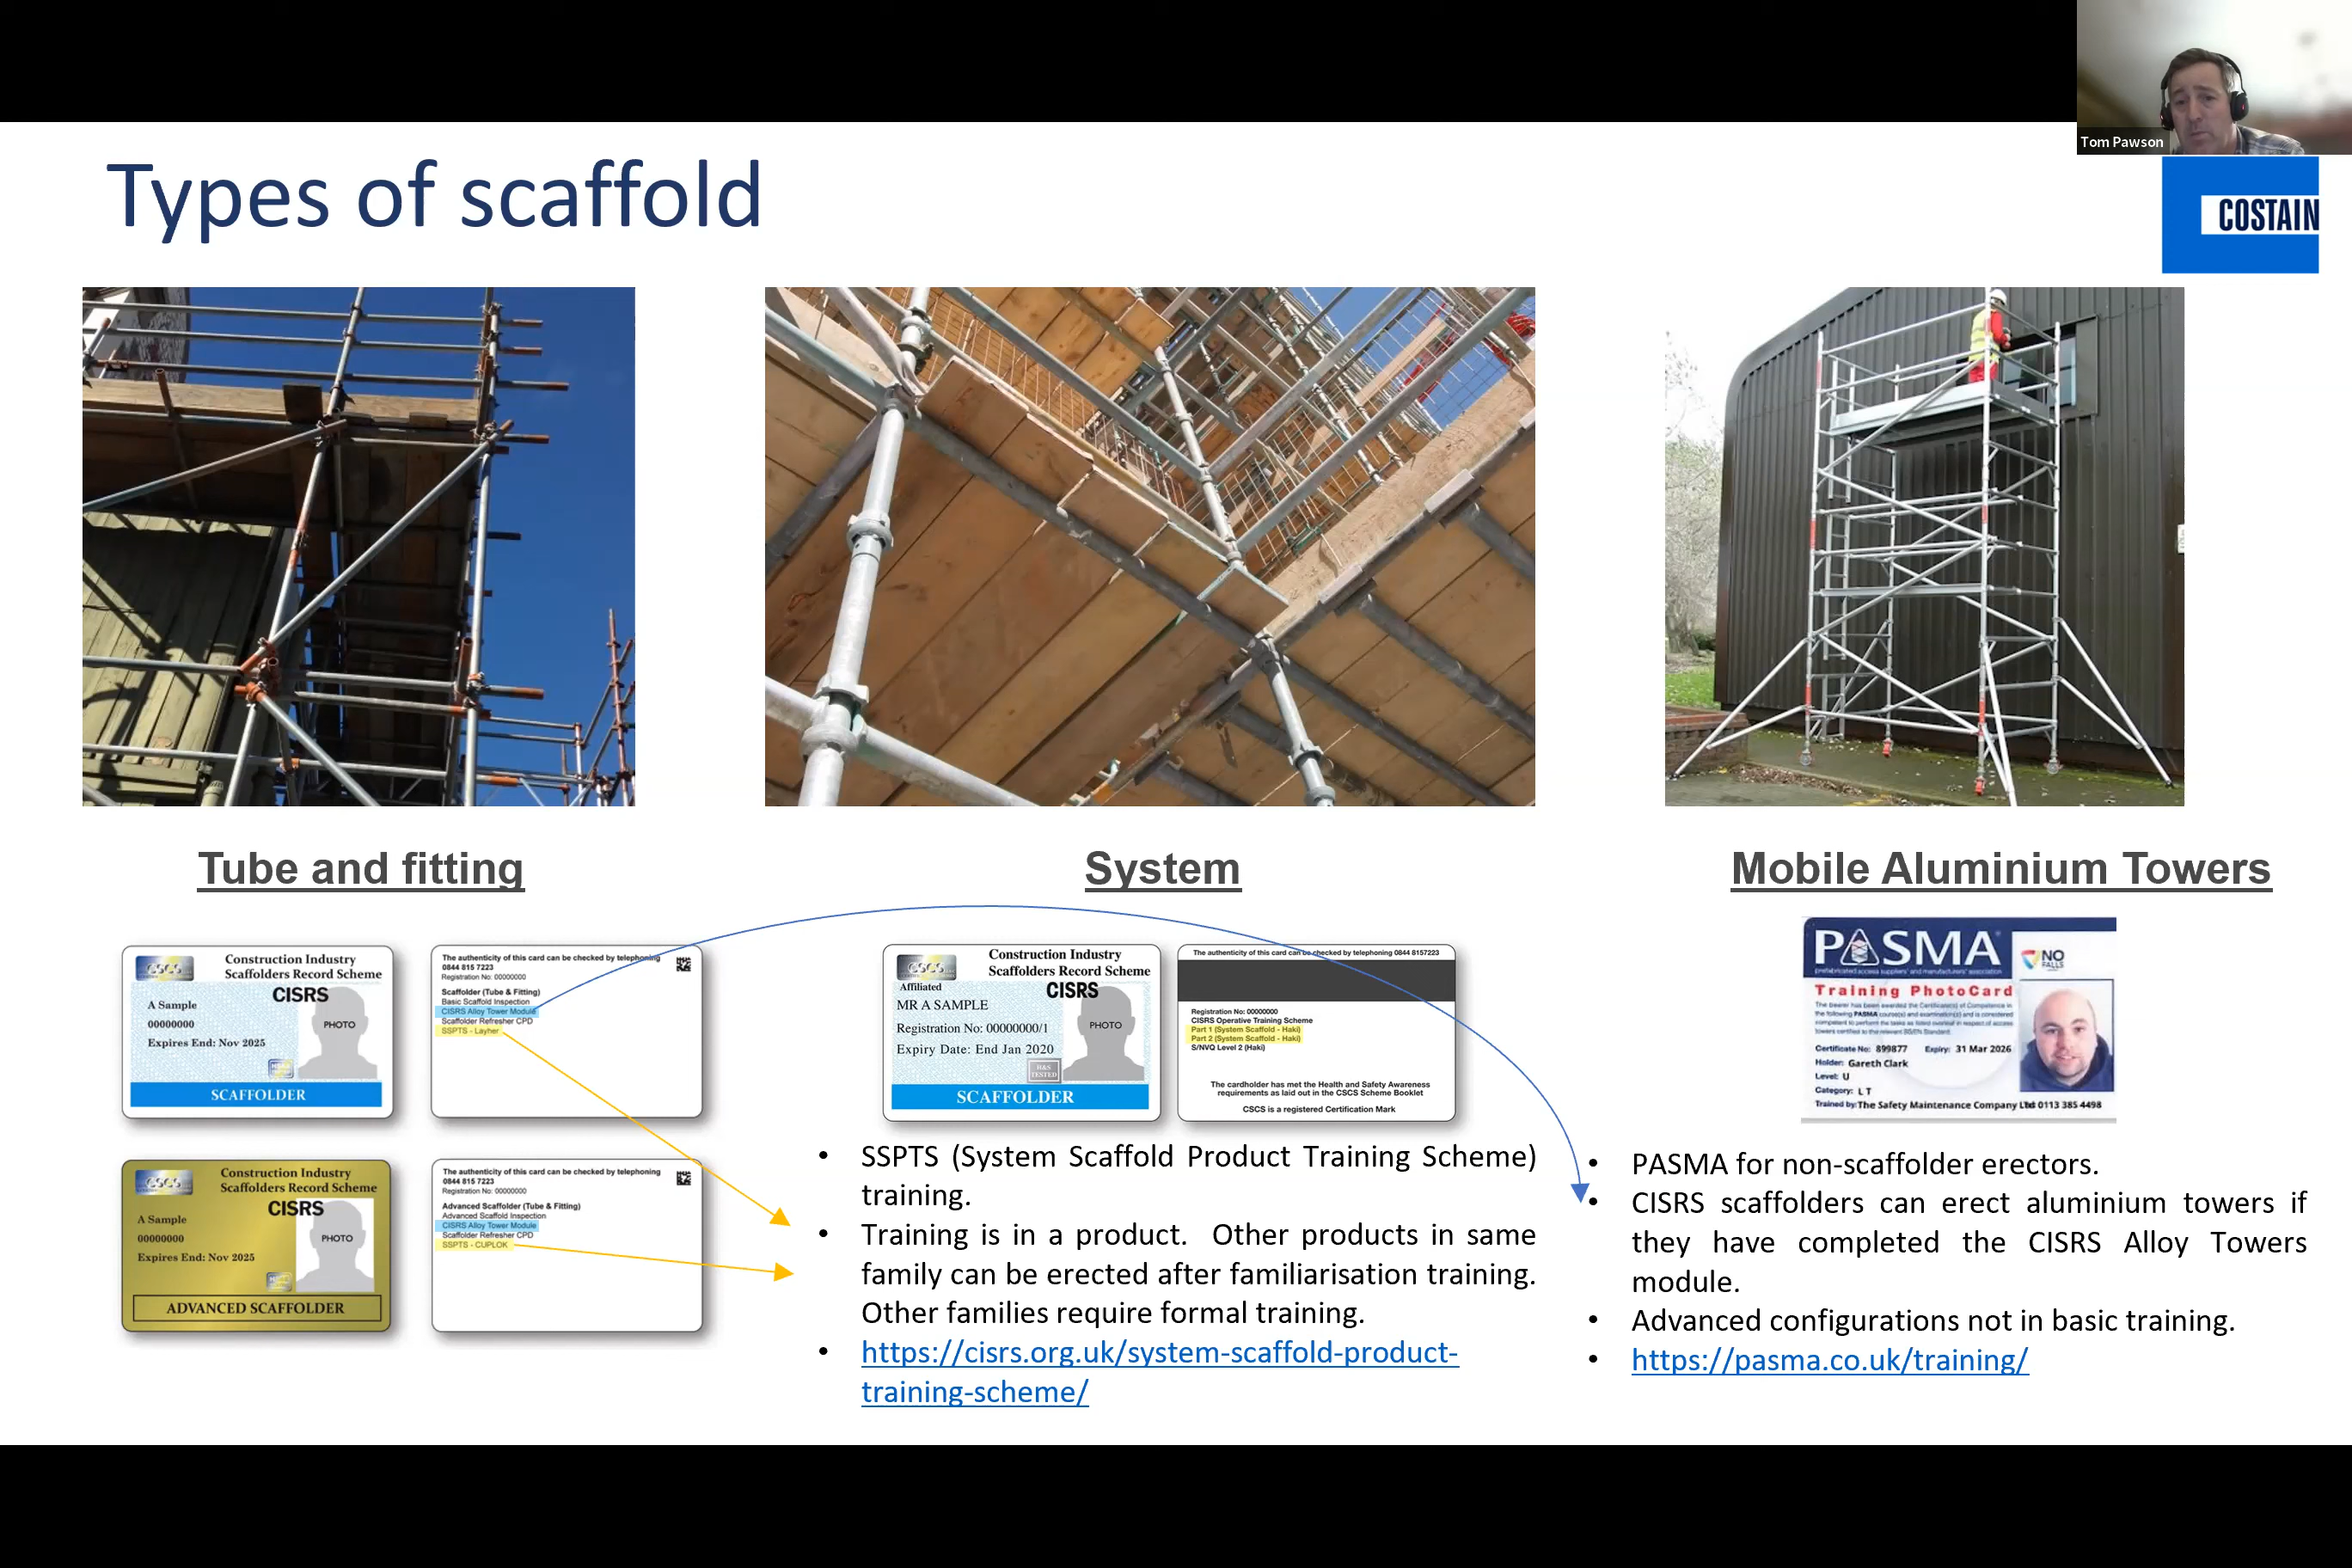 Tom Pawson
Types of scaffold
COSTAIN
Tube and fitting
System
Mobile Aluminium Towers
CSCS
Construction Industry
Scaffolders Record Scheme
CISRS
A Sample
00000000
Expires End: Nov 2025
PHOTO
SCAFFOLDER
The authenticity of this card can be checked by telephoning
0844 815 7223
Registration No: 00000000
Scaffolder (Tube & Fitting)
Basic Scaffold Inspection
CISRS Alloy Tower Module
Scaffolder Refresher CPD
SSPTS - Layher
CSCS
Construction Industry
Scaffolders Record Scheme
CISRS
A Sample
00000000
Expires End: Nov 2025
PHOTO
ADVANCED SCAFFOLDER
The authenticity of this card can be checked by telephoning
0844 815 7223
Registration No: 00000000
Advanced Scaffolder (Tube & Fitting)
Advanced Scaffold Inspection
CISRS Alloy Tower Module
Scaffolder Refresher CPD
SSPTS - CUPLOK
CSCS
Affiliated
Construction Industry
Scaffolders Record Scheme
CISRS
MR A SAMPLE
Registration No: 00000000/1
Expiry Date: End Jan 2020
PHOTO
H&S
TESTED
SCAFFOLDER
The authenticity of this card can be checked by telephoning 0844 8157223
Registration No: 00000000
CISRS Operative Training Scheme
Part 1 (System Scaffold - Haki)
Part 2 (System Scaffold - Haki)
S/NVQ Level 2 (Haki)
The cardholder has met the Health and Safety Awareness
requirements as laid out in the CSCS Scheme Booklet
CSCS is a registered Certification Mark
• SSPTS (System Scaffold Product Training Scheme)
training.
• Training is in a product. Other products in same
family can be erected after familiarisation training.
Other families require formal training.
• https://cisrs.org.uk/system-scaffold-product-
training-scheme/
PASMA
prefabricated access suppliers' and manufacturers' association
NO
FALLS
Training PhotoCard
Certificate No: 899877 Expiry: 31 Mar 2026
Holder: Gareth Clark
Level: U
Category: L T
Trained by: The Safety Maintenance Company Ltd 0113 385 4498
• PASMA for non-scaffolder erectors.
• CISRS scaffolders can erect aluminium towers if
they have completed the CISRS Alloy Towers
module.
• Advanced configurations not in basic training.
• https://pasma.co.uk/training/